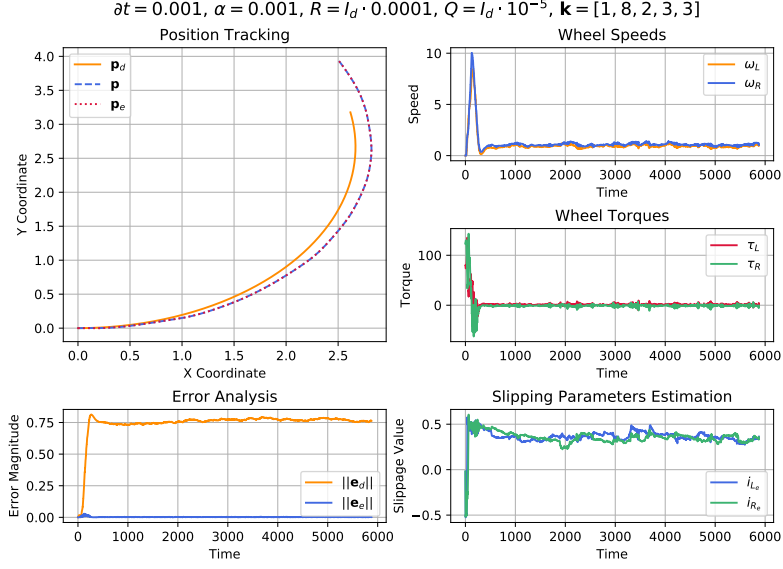 ∂t = 0.001, α = 0.001, R = I_d · 0.0001, Q = I_d · 10⁻⁵, k = [1, 8, 2, 3, 3]
Position Tracking
4.0
3.5
3.0
2.5
2.0
1.5
1.0
0.5
0.0
Y Coordinate
p_d
p
p_e
0.0 0.5 1.0 1.5 2.0 2.5
X Coordinate
Wheel Speeds
10
5
0
Speed
ω_L
ω_R
0 1000 2000 3000 4000 5000 6000
Time
Wheel Torques
100
0
Torque
τ_L
τ_R
0 1000 2000 3000 4000 5000 6000
Time
Error Analysis
0.75
0.50
0.25
0.00
Error Magnitude
||e_d||
||e_e||
0 1000 2000 3000 4000 5000 6000
Time
Slipping Parameters Estimation
0.5
0.0
−0.5
Slippage Value
i_{L_e}
i_{R_e}
0 1000 2000 3000 4000 5000 6000
Time